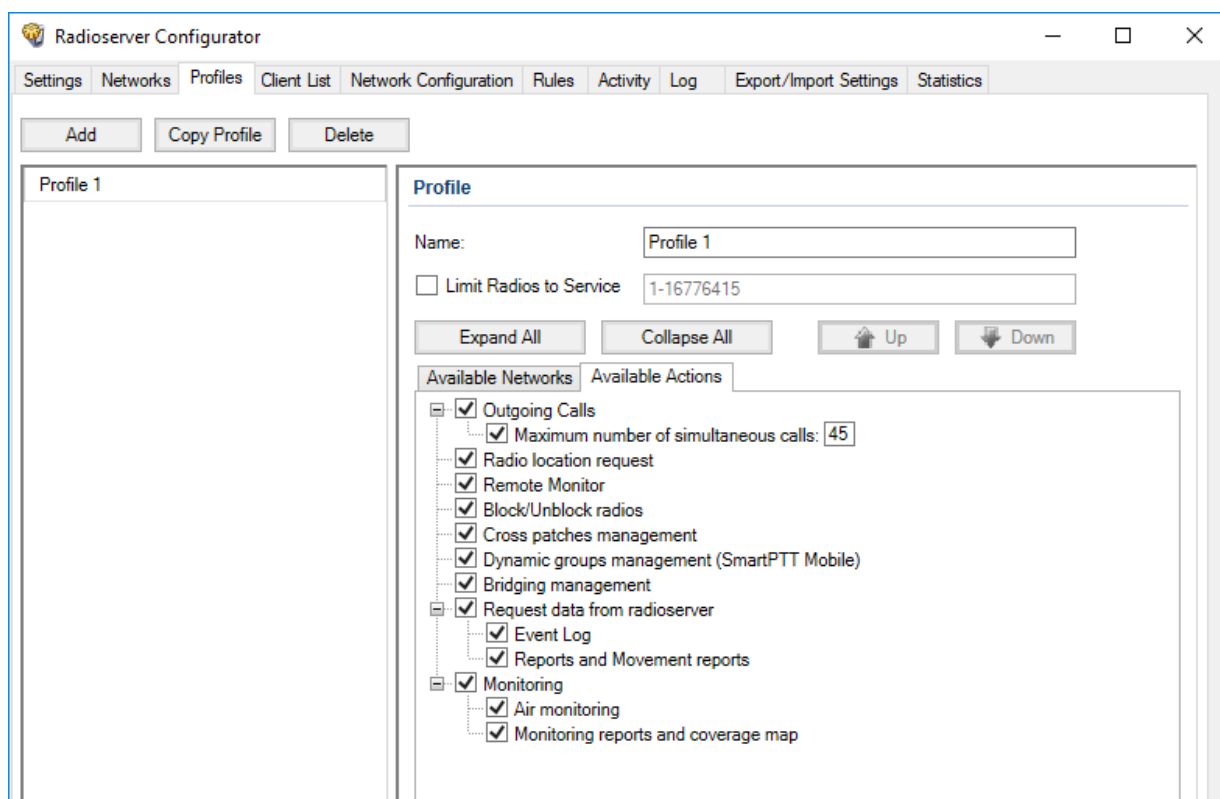 Radioserver Configurator
Settings Networks Profiles Client List Network Configuration Rules Activity Log Export/Import Settings Statistics
Add Copy Profile Delete
Profile 1
Profile
Name: Profile 1
Limit Radios to Service 1-16776415
Expand All Collapse All Up Down
Available Networks Available Actions
Outgoing Calls
Maximum number of simultaneous calls: 45
Radio location request
Remote Monitor
Block/Unblock radios
Cross patches management
Dynamic groups management (SmartPTT Mobile)
Bridging management
Request data from radioserver
Event Log
Reports and Movement reports
Monitoring
Air monitoring
Monitoring reports and coverage map